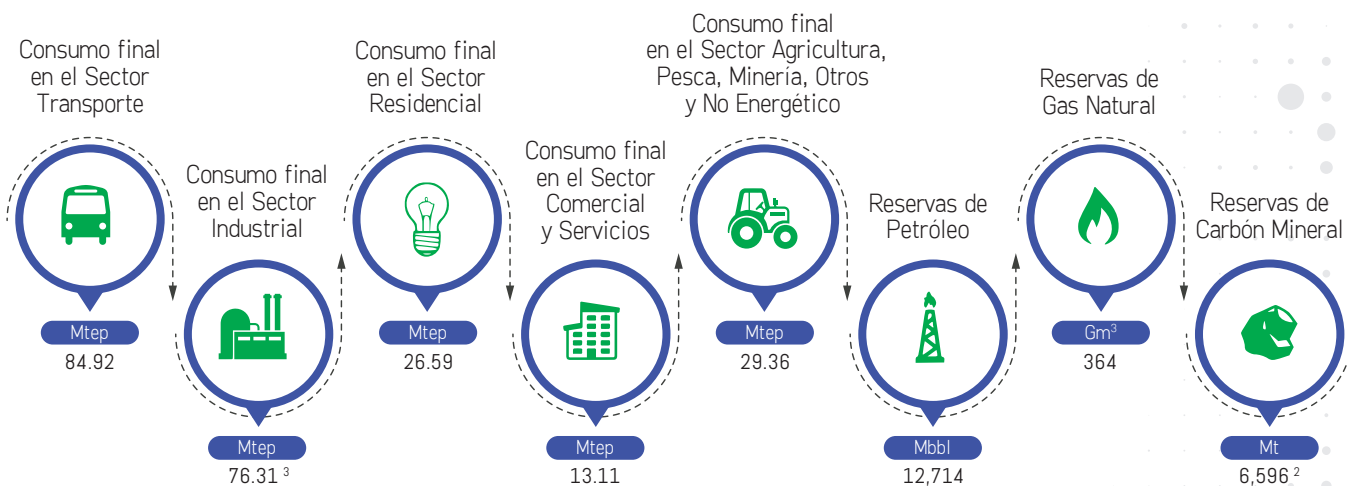 Consumo final
en el Sector
Transporte
Mtep
84.92
Consumo final
en el Sector
Industrial
Mtep
76.31 ³
Consumo final
en el Sector
Residencial
Mtep
26.59
Consumo final
en el Sector
Comercial
y Servicios
Mtep
13.11
Consumo final
en el Sector Agricultura,
Pesca, Minería, Otros
y No Energético
Mtep
29.36
Reservas de
Petróleo
Mbbl
12,714
Reservas de
Gas Natural
Gm³
364
Reservas de
Carbón Mineral
Mt
6,596 ²